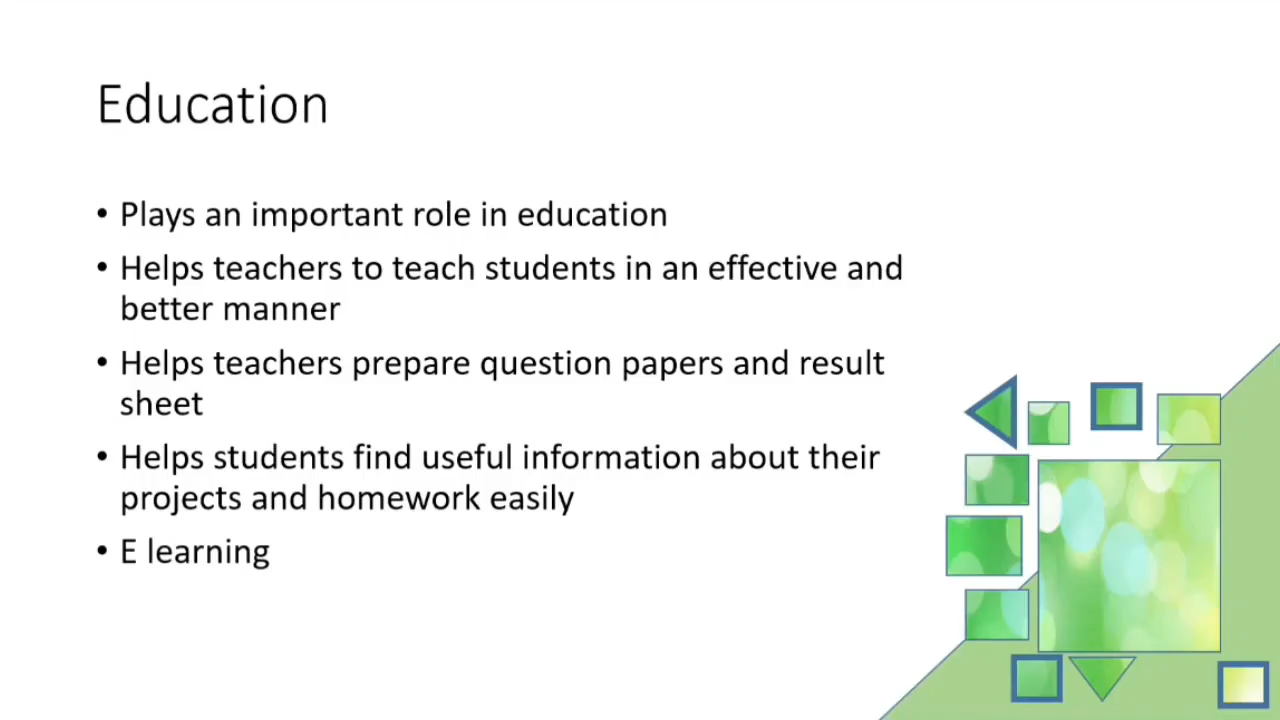 Education
• Plays an important role in education
• Helps teachers to teach students in an effective and
better manner
• Helps teachers prepare question papers and result
sheet
• Helps students find useful information about their
projects and homework easily
• E learning